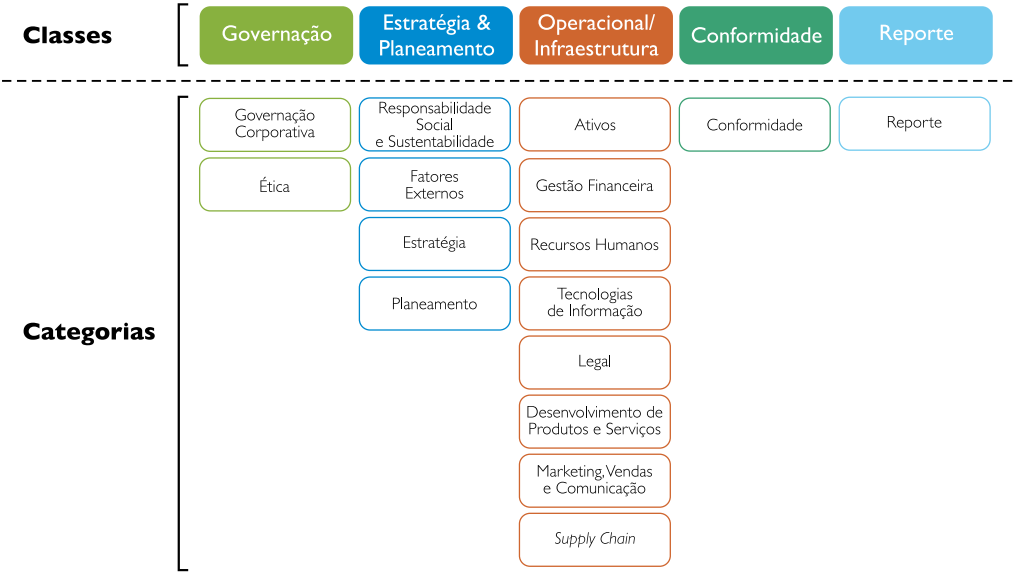 Classes
Governação
Estratégia &
Planeamento
Operacional/
Infraestrutura
Conformidade
Reporte
Categorias
Governação
Corporativa
Ética
Responsabilidade
Social
e Sustentabilidade
Fatores
Externos
Estratégia
Planeamento
Ativos
Gestão Financeira
Recursos Humanos
Tecnologias
de Informação
Legal
Desenvolvimento de
Produtos e Serviços
Marketing, Vendas
e Comunicação
Supply Chain
Conformidade
Reporte